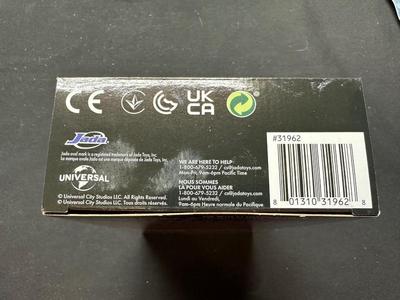 CE
UK
CA
Jada
Jada oval mark is a registered trademark of Jada Toys, Inc.
La marque ovale Jada est une marque déposée de Jada Toys, Inc.
UNIVERSAL
© Universal City Studios LLC. All Rights Reserved.
© Universal City Studios LLC. Tous droits réservés.
WE ARE HERE TO HELP:
1-800-679-5232 / cs@jadatoys.com
Mon-Fri, 9am-6pm Pacific Time
NOUS SOMMES
LÀ POUR VOUS AIDER
1-800-679-5232 / cs@jadatoys.com
Lundi au Vendredi,
9am-6pm Heure normale du Pacifique
#31962
8 01310 31962 8